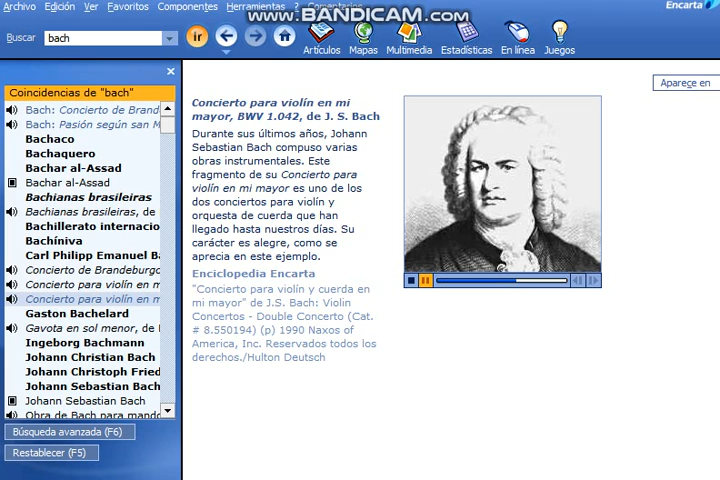 Archivo Edición Ver Favoritos Componentes Herramientas ? Comentarios
www.BANDICAM.com
Encarta
Buscar bach
ir
Artículos Mapas Multimedia Estadísticas En línea Juegos
Aparece en
Coincidencias de "bach"
Bach: Concierto de Brand
Bach: Pasión según san M
Bachaco
Bachaquero
Bachar al-Assad
Bachar al-Assad
Bachianas brasileiras
Bachianas brasileiras, de
Bachillerato internacio
Bachíniva
Carl Philipp Emanuel Ba
Concierto de Brandeburgo
Concierto para violín en m
Concierto para violín en m
Gaston Bachelard
Gavota en sol menor, de
Ingeborg Bachmann
Johann Christian Bach
Johann Christoph Fried
Johann Sebastian Bach
Johann Sebastian Bach
Obra de Bach para mando
Búsqueda avanzada (F6)
Restablecer (F5)
Concierto para violín en mi
mayor, BWV 1.042, de J. S. Bach
Durante sus últimos años, Johann
Sebastian Bach compuso varias
obras instrumentales. Este
fragmento de su Concierto para
violín en mi mayor es uno de los
dos conciertos para violín y
orquesta de cuerda que han
llegado hasta nuestros días. Su
carácter es alegre, como se
aprecia en este ejemplo.
Enciclopedia Encarta
"Concierto para violín y cuerda en
mi mayor" de J.S. Bach: Violin
Concertos - Double Concerto (Cat.
# 8.550194) (p) 1990 Naxos of
America, Inc. Reservados todos los
derechos./Hulton Deutsch